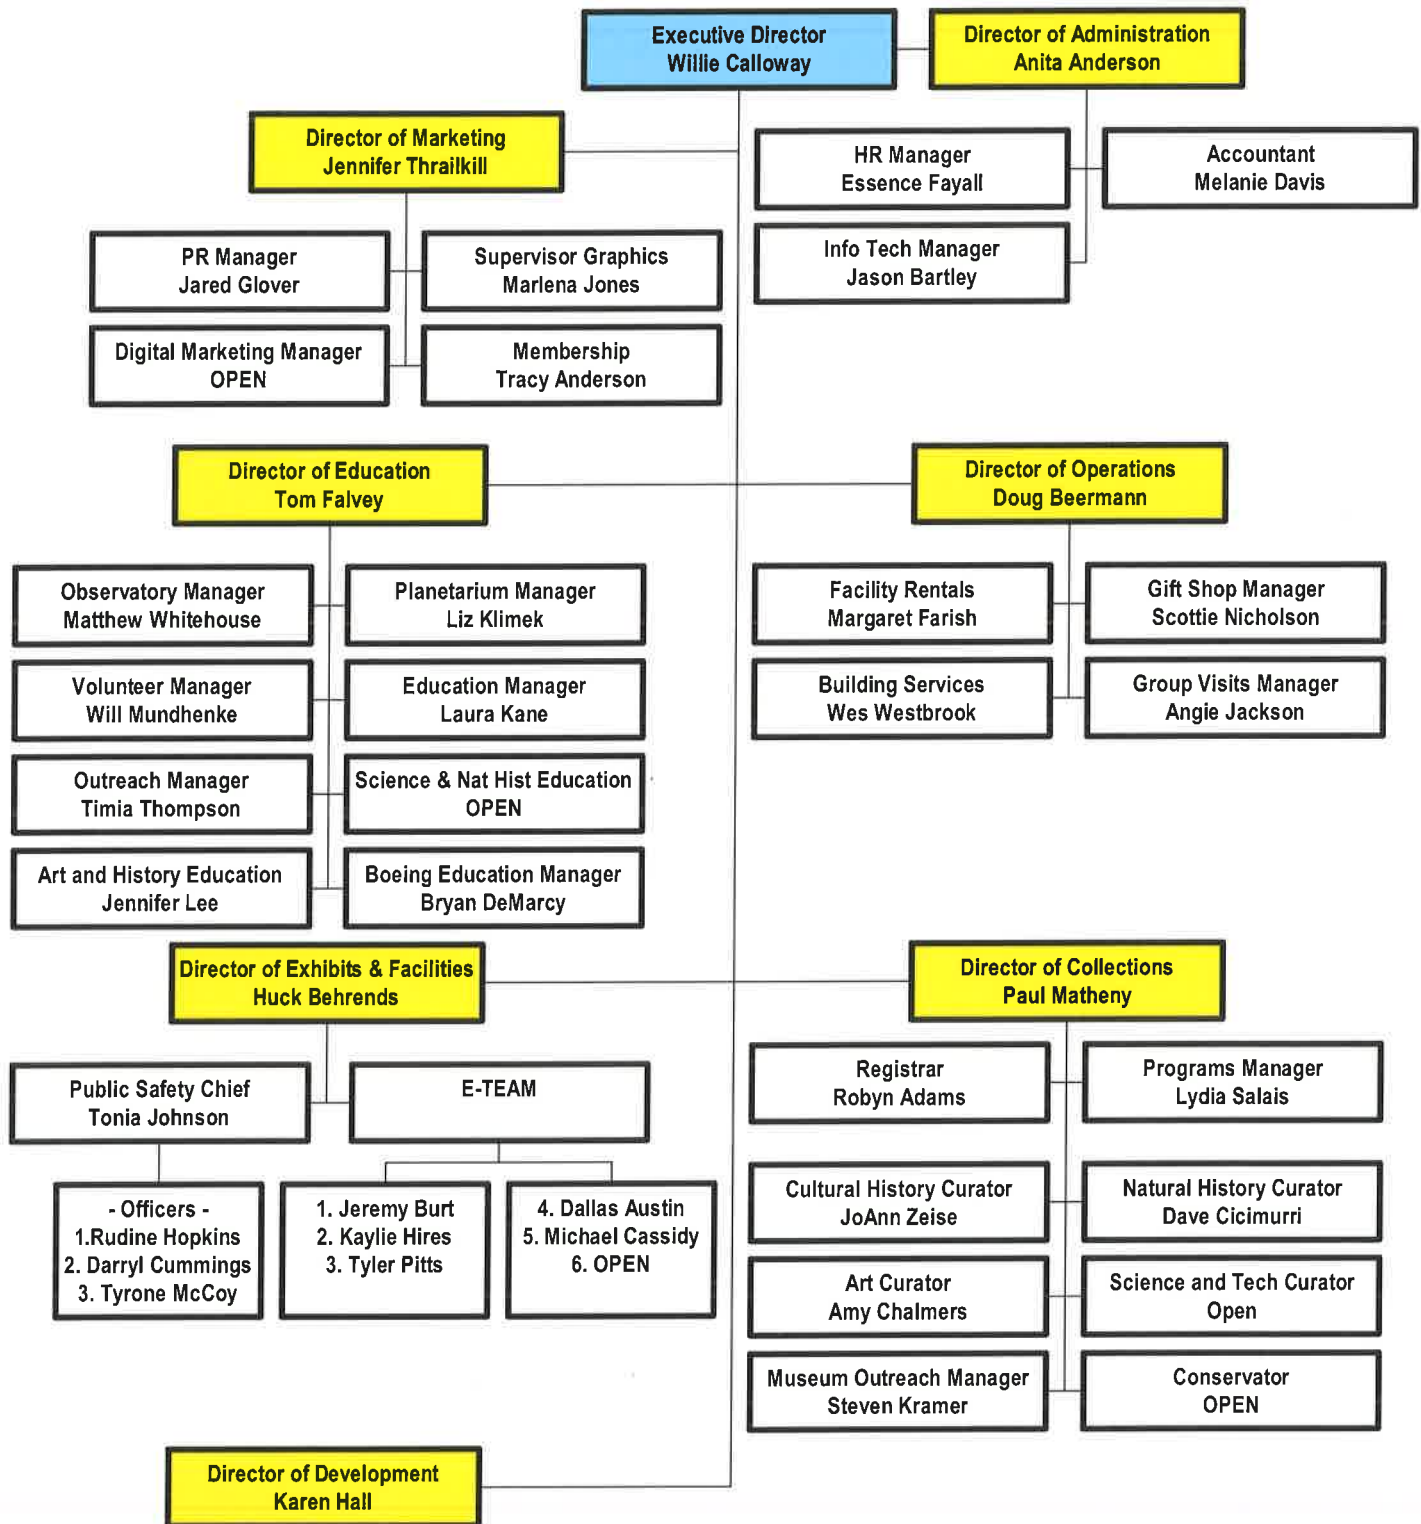 Executive Director
Willie Calloway
Director of Administration
Anita Anderson
Director of Marketing
Jennifer Thrailkill
HR Manager
Essence Fayall
Accountant
Melanie Davis
Info Tech Manager
Jason Bartley
PR Manager
Jared Glover
Supervisor Graphics
Marlena Jones
Digital Marketing Manager
OPEN
Membership
Tracy Anderson
Director of Education
Tom Falvey
Director of Operations
Doug Beermann
Observatory Manager
Matthew Whitehouse
Planetarium Manager
Liz Klimek
Volunteer Manager
Will Mundhenke
Education Manager
Laura Kane
Outreach Manager
Timia Thompson
Science & Nat Hist Education
OPEN
Art and History Education
Jennifer Lee
Boeing Education Manager
Bryan DeMarcy
Facility Rentals
Margaret Farish
Gift Shop Manager
Scottie Nicholson
Building Services
Wes Westbrook
Group Visits Manager
Angie Jackson
Director of Exhibits & Facilities
Huck Behrends
Director of Collections
Paul Matheny
Public Safety Chief
Tonia Johnson
E-TEAM
- Officers -
1.Rudine Hopkins
2. Darryl Cummings
3. Tyrone McCoy
1. Jeremy Burt
2. Kaylie Hires
3. Tyler Pitts
4. Dallas Austin
5. Michael Cassidy
6. OPEN
Registrar
Robyn Adams
Programs Manager
Lydia Salais
Cultural History Curator
JoAnn Zeise
Natural History Curator
Dave Cicimurri
Art Curator
Amy Chalmers
Science and Tech Curator
Open
Museum Outreach Manager
Steven Kramer
Conservator
OPEN
Director of Development
Karen Hall